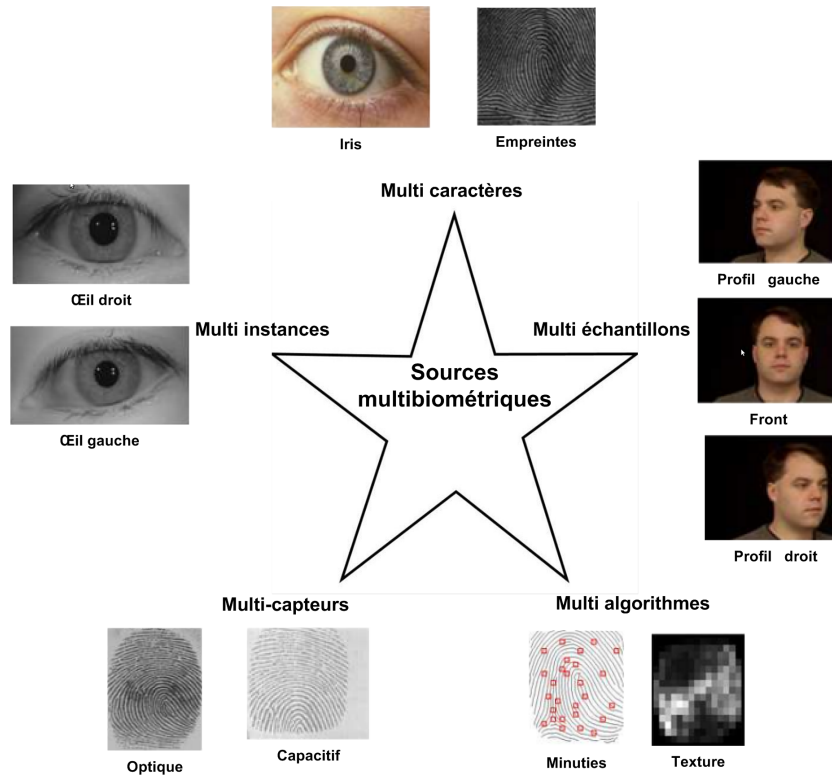 Iris
Empreintes
Multi caractères
Profil gauche
Œil droit
Multi instances
Multi échantillons
Sources
multibiométriques
Front
Œil gauche
Profil droit
Multi-capteurs
Multi algorithmes
Optique
Capacitif
Minuties
Texture